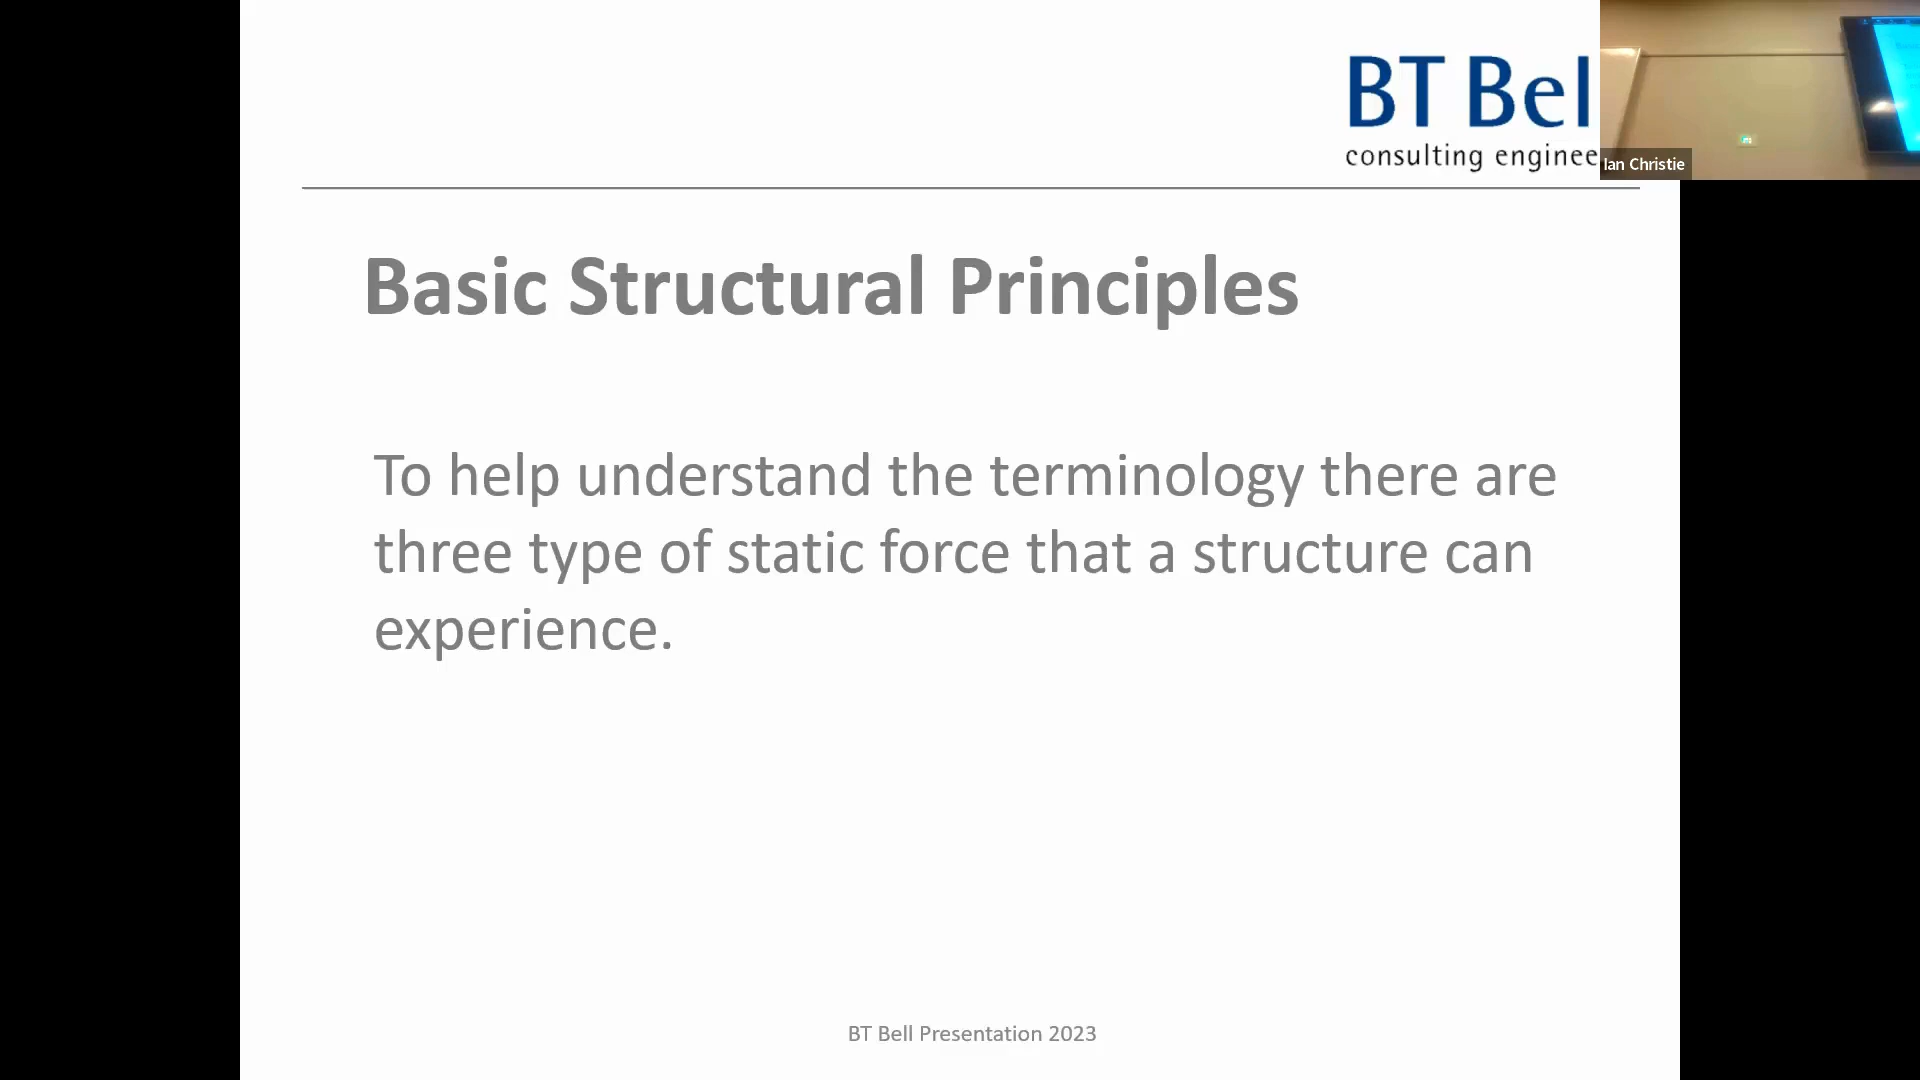 BT Bel
consulting enginee
Ian Christie
Basic Structural Principles
To help understand the terminology there are
three type of static force that a structure can
experience.
BT Bell Presentation 2023